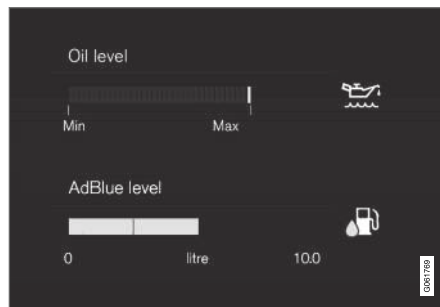 Oil level
Min Max
AdBlue level
0 litre 10.0
G061769